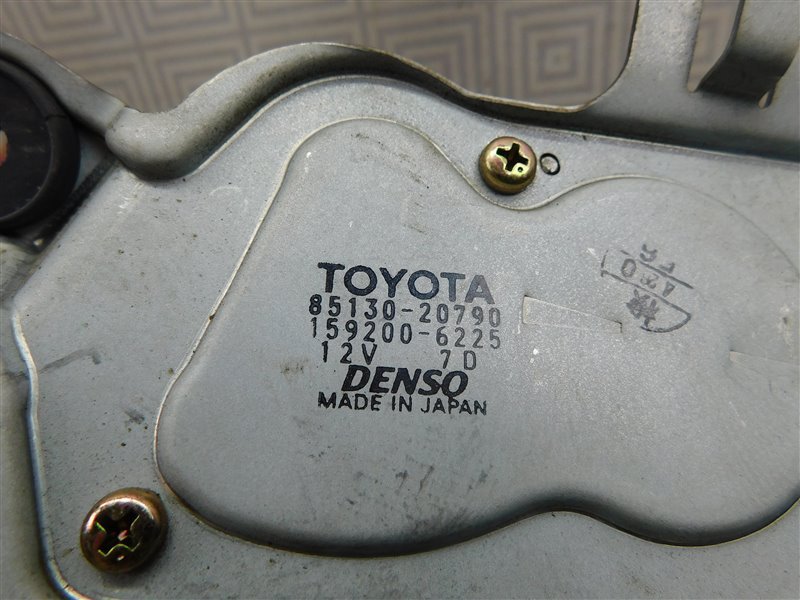 TOYOTA
85130-20790
159200-6225
12V 7D
DENSO
MADE IN JAPAN